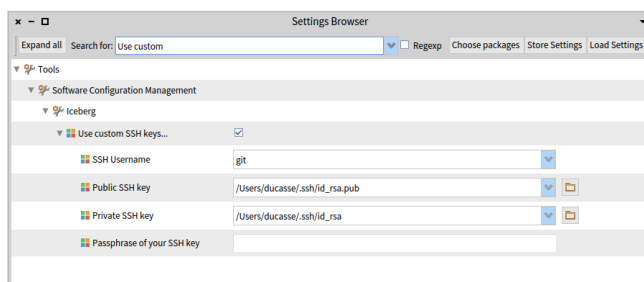 Settings Browser
Expand all Search for: Use custom Regexp Choose packages Store Settings Load Settings
Tools
Software Configuration Management
Iceberg
Use custom SSH keys...
SSH Username git
Public SSH key /Users/ducasse/.ssh/id_rsa.pub
Private SSH key /Users/ducasse/.ssh/id_rsa
Passphrase of your SSH key